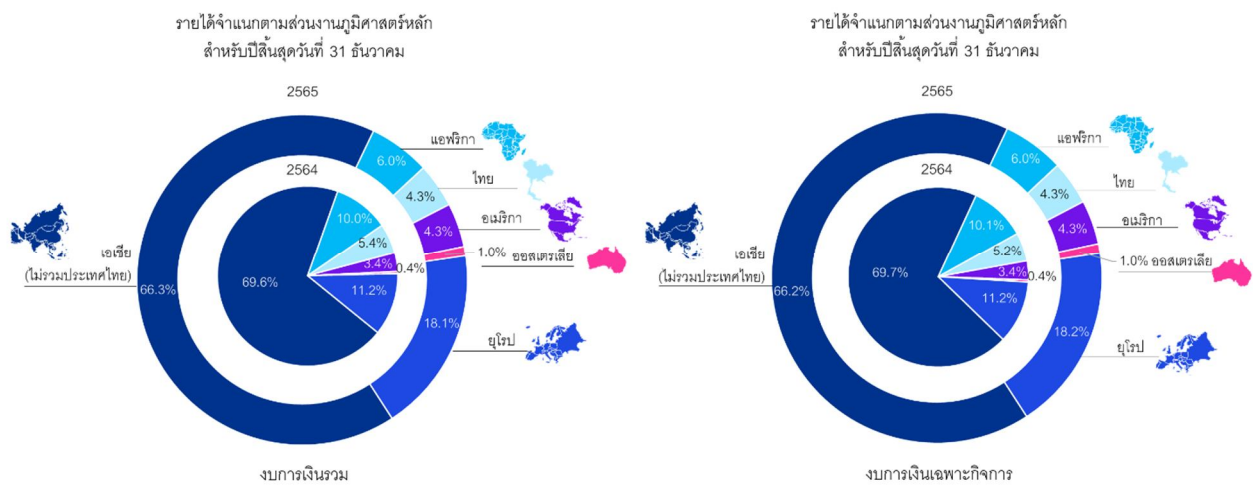 รายได้จำแนกตามส่วนงานภูมิศาสตร์หลัก
สำหรับปีสิ้นสุดวันที่ 31 ธันวาคม
2565
แอฟริกา
6.0%
2564
ไทย
4.3%
10.0%
อเมริกา
5.4%
4.3%
เอเชีย
(ไม่รวมประเทศไทย)
3.4%
0.4%
1.0% ออสเตรเลีย
66.3%
69.6%
11.2%
18.1%
ยุโรป
งบการเงินรวม
รายได้จำแนกตามส่วนงานภูมิศาสตร์หลัก
สำหรับปีสิ้นสุดวันที่ 31 ธันวาคม
2565
แอฟริกา
6.0%
2564
ไทย
4.3%
10.1%
อเมริกา
5.2%
4.3%
เอเชีย
(ไม่รวมประเทศไทย)
3.4%
0.4%
1.0% ออสเตรเลีย
66.2%
69.7%
11.2%
18.2%
ยุโรป
งบการเงินเฉพาะกิจการ